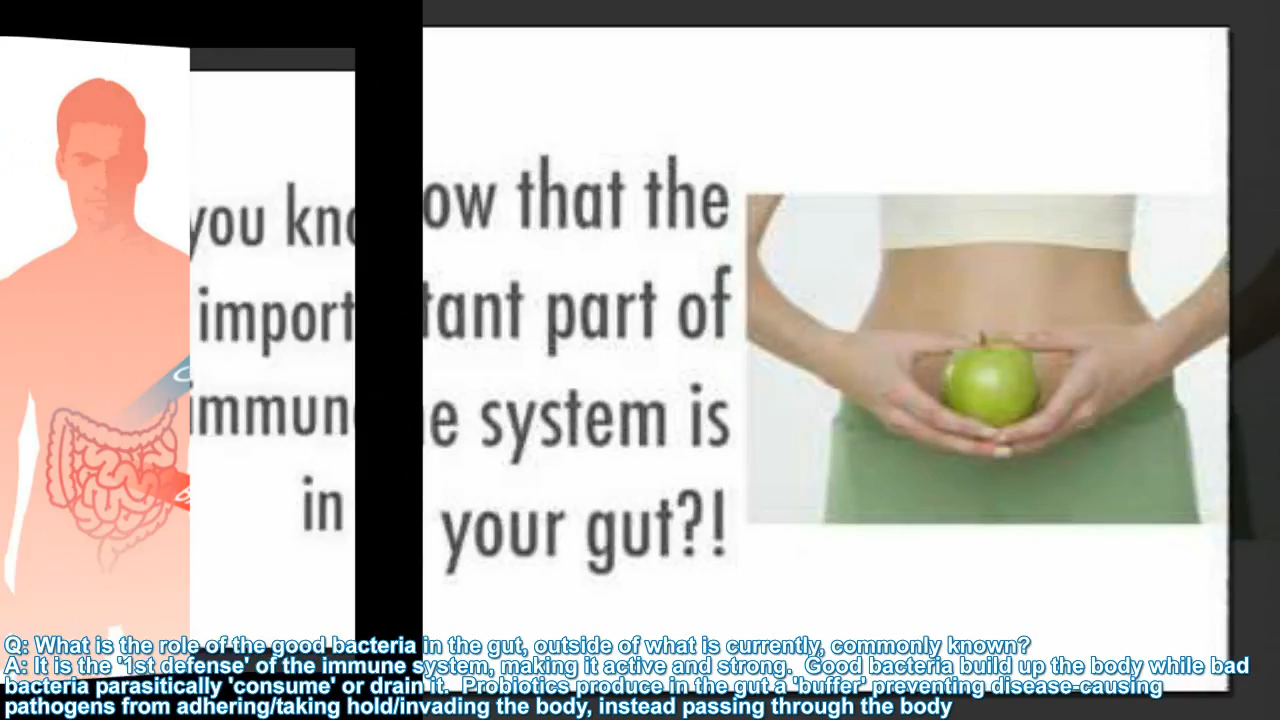 you kno ow that the
import tant part of
immun e system is
in your gut?!
Q: What is the role of the good bacteria in the gut, outside of what is currently, commonly known?
A: It is the '1st defense' of the immune system, making it active and strong.  Good bacteria build up the body while bad
bacteria parasitically 'consume' or drain it.  Probiotics produce in the gut a 'buffer' preventing disease-causing
pathogens from adhering/taking hold/invading the body, instead passing through the body